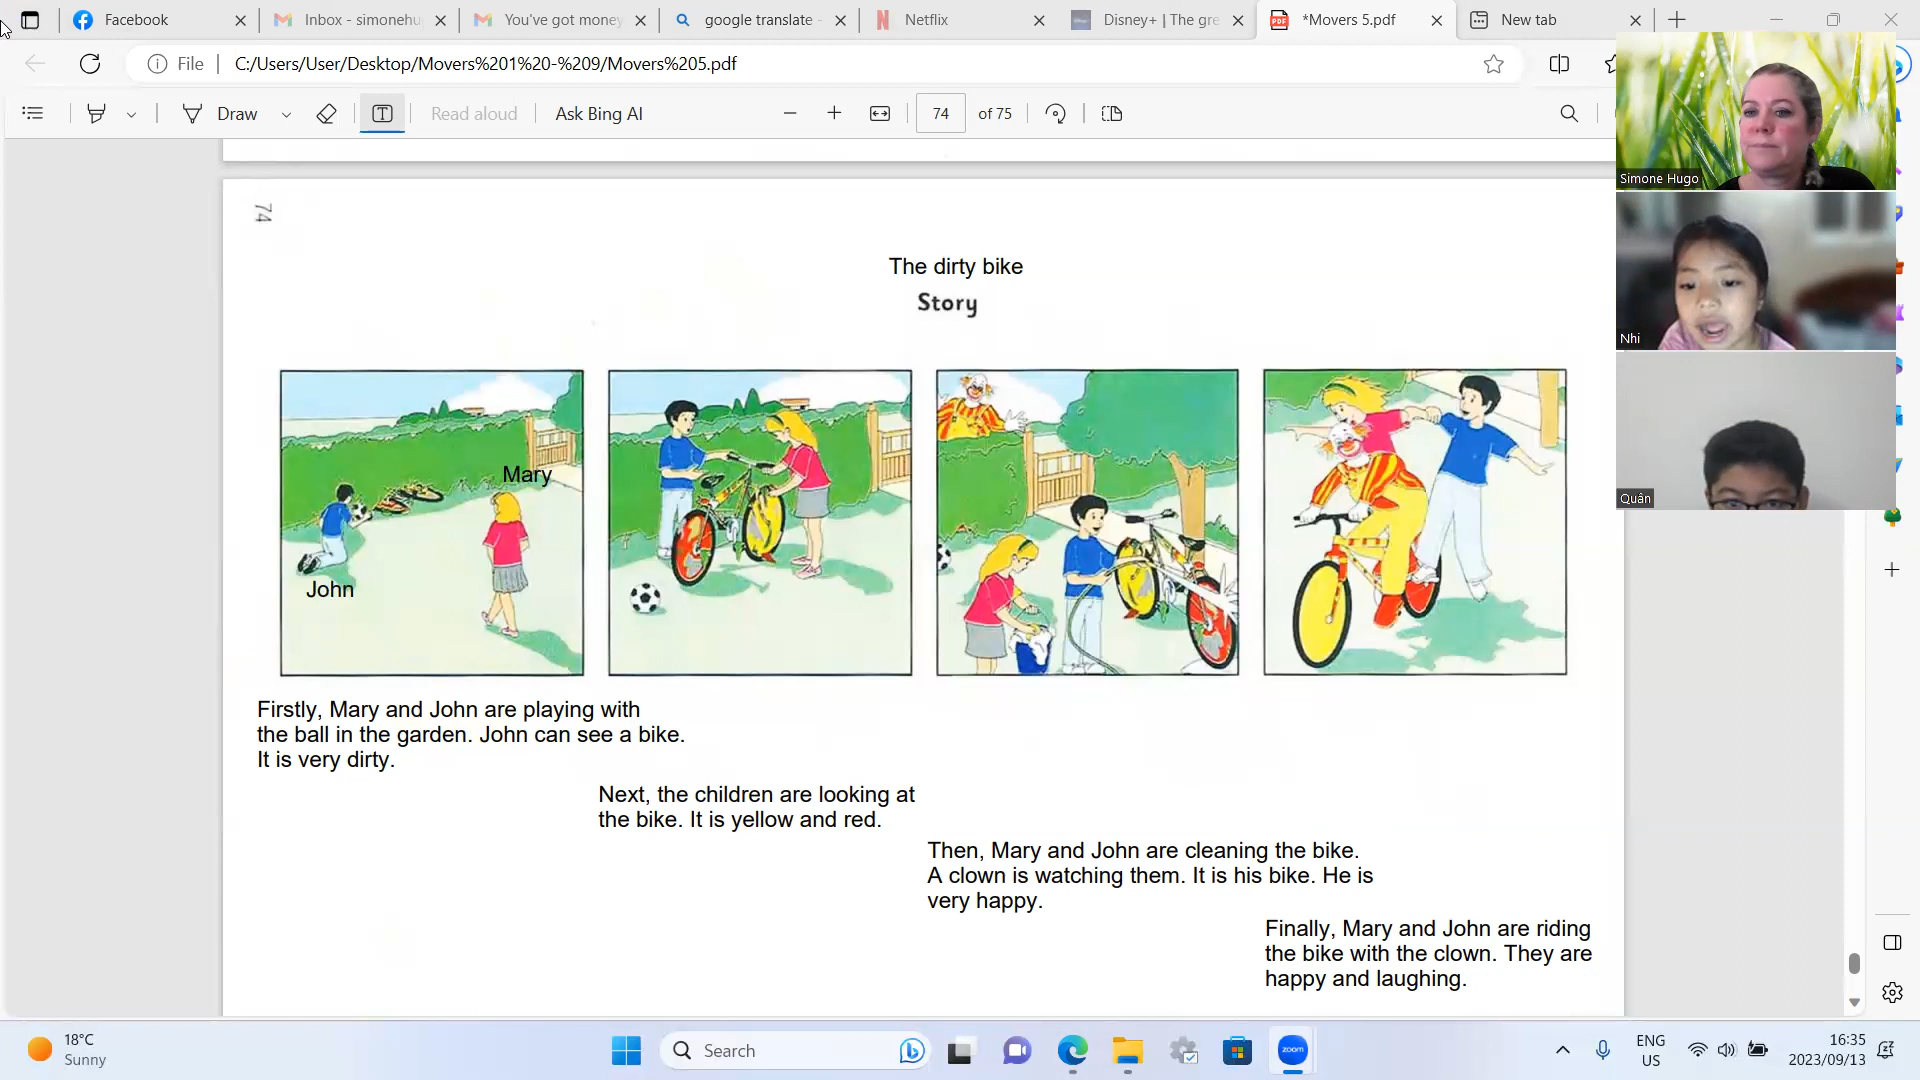 Facebook
Inbox - simonehu
You've got money
google translate -
Netflix
Disney+ | The gre
*Movers 5.pdf
New tab
File
C:/Users/User/Desktop/Movers%201%20-%209/Movers%205.pdf
Draw
Read aloud
Ask Bing AI
74
of 75
Simone Hugo
Nhi
Quân
74
The dirty bike
Story
Mary
John
Firstly, Mary and John are playing with
the ball in the garden. John can see a bike.
It is very dirty.
Next, the children are looking at
the bike. It is yellow and red.
Then, Mary and John are cleaning the bike.
A clown is watching them. It is his bike. He is
very happy.
Finally, Mary and John are riding
the bike with the clown. They are
happy and laughing.
18°C
Sunny
Search
zoom
ENG
US
16:35
2023/09/13